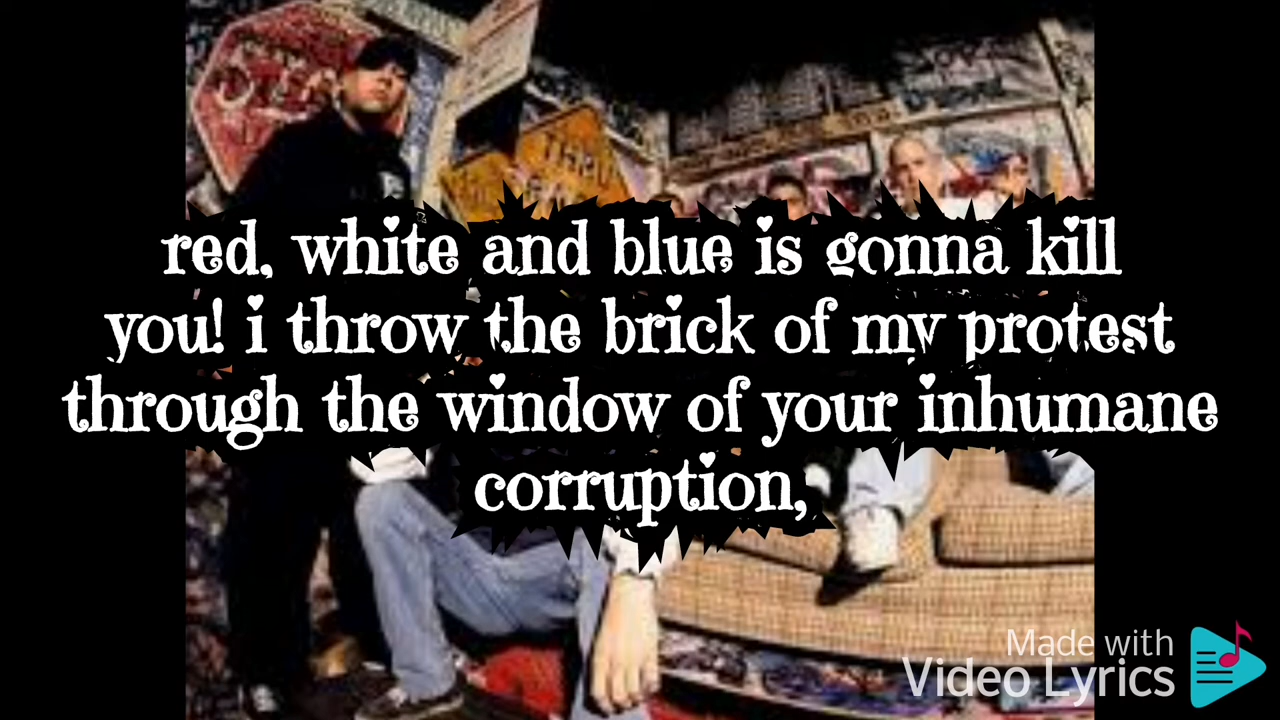 THRU
red, white and blue is gonna kill
you! i throw the brick of my protest
through the window of your inhumane
corruption,
Made with
Video Lyrics